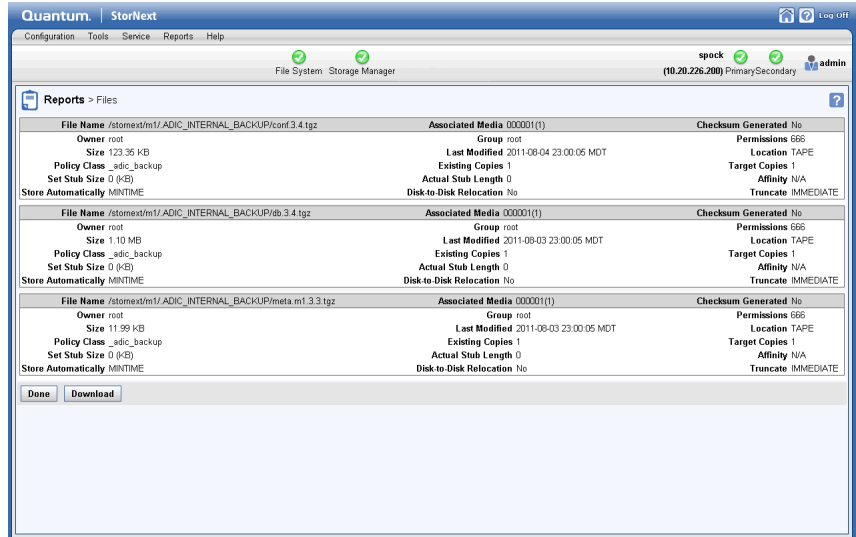 Quantum. | StorNext Log Off
Configuration Tools Service Reports Help
File System Storage Manager spock (10.20.226.200) Primary Secondary admin
Reports > Files
File Name /stornext/m1/.ADIC_INTERNAL_BACKUP/conf.3.4.tgz Associated Media 000001(1) Checksum Generated No
Owner root Group root Permissions 666
Size 123.35 KB Last Modified 2011-08-04 23:00:05 MDT Location TAPE
Policy Class _adic_backup Existing Copies 1 Target Copies 1
Set Stub Size 0 (KB) Actual Stub Length 0 Affinity N/A
Store Automatically MINTIME Disk-to-Disk Relocation No Truncate IMMEDIATE
File Name /stornext/m1/.ADIC_INTERNAL_BACKUP/db.3.4.tgz Associated Media 000001(1) Checksum Generated No
Owner root Group root Permissions 666
Size 1.10 MB Last Modified 2011-08-03 23:00:05 MDT Location TAPE
Policy Class _adic_backup Existing Copies 1 Target Copies 1
Set Stub Size 0 (KB) Actual Stub Length 0 Affinity N/A
Store Automatically MINTIME Disk-to-Disk Relocation No Truncate IMMEDIATE
File Name /stornext/m1/.ADIC_INTERNAL_BACKUP/meta.m1.3.3.tgz Associated Media 000001(1) Checksum Generated No
Owner root Group root Permissions 666
Size 11.99 KB Last Modified 2011-08-03 23:00:05 MDT Location TAPE
Policy Class _adic_backup Existing Copies 1 Target Copies 1
Set Stub Size 0 (KB) Actual Stub Length 0 Affinity N/A
Store Automatically MINTIME Disk-to-Disk Relocation No Truncate IMMEDIATE
Done Download